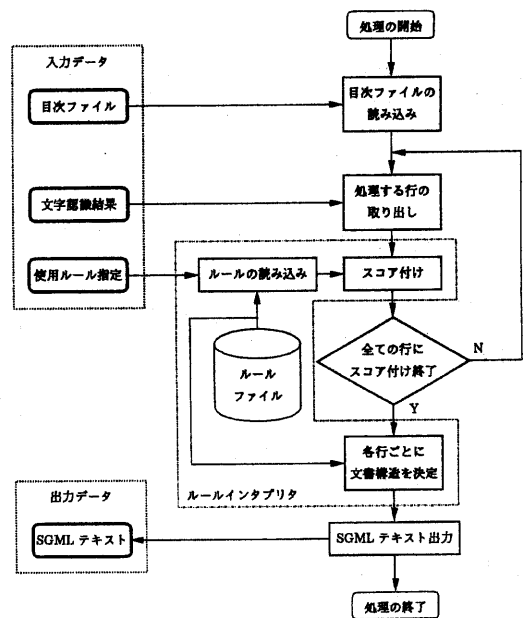 処理の開始
入力データ
目次ファイル
目次ファイルの
読み込み
文字認識結果
処理する行の
取り出し
使用ルール指定
ルールの読み込み
スコア付け
ルール
ファイル
全ての行に
スコア付け終了
N
Y
各行ごとに
文書構造を決定
ルールインタプリタ
出力データ
SGML テキスト
SGML テキスト出力
処理の終了